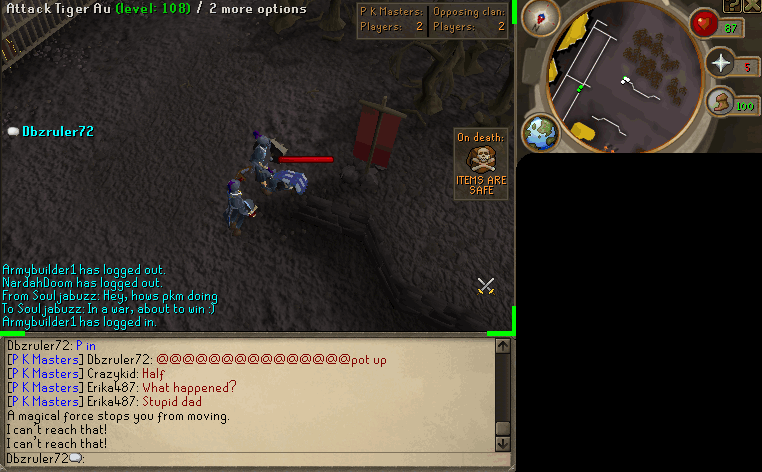 Attack Tiger Au (level: 108) / 2 more options
P K Masters: Opposing clan:
Players: 2 Players: 2
87
5
100
Dbzruler72
On death:
ITEMS ARE
SAFE
Armybuilder1 has logged out.
NardahDoom has logged out.
From Souljabuzz: Hey, hows pkm doing
To Souljabuzz: In a war, about to win :)
Armybuilder1 has logged in.
Dbzruler72: P in
[P K Masters] Dbzruler72: @@@@@@@@@@@@@@@pot up
[P K Masters] Crazykid: Half
[P K Masters] Erika487: What happened?
[P K Masters] Erika487: Stupid dad
A magical force stops you from moving.
I can't reach that!
I can't reach that!
Dbzruler72: